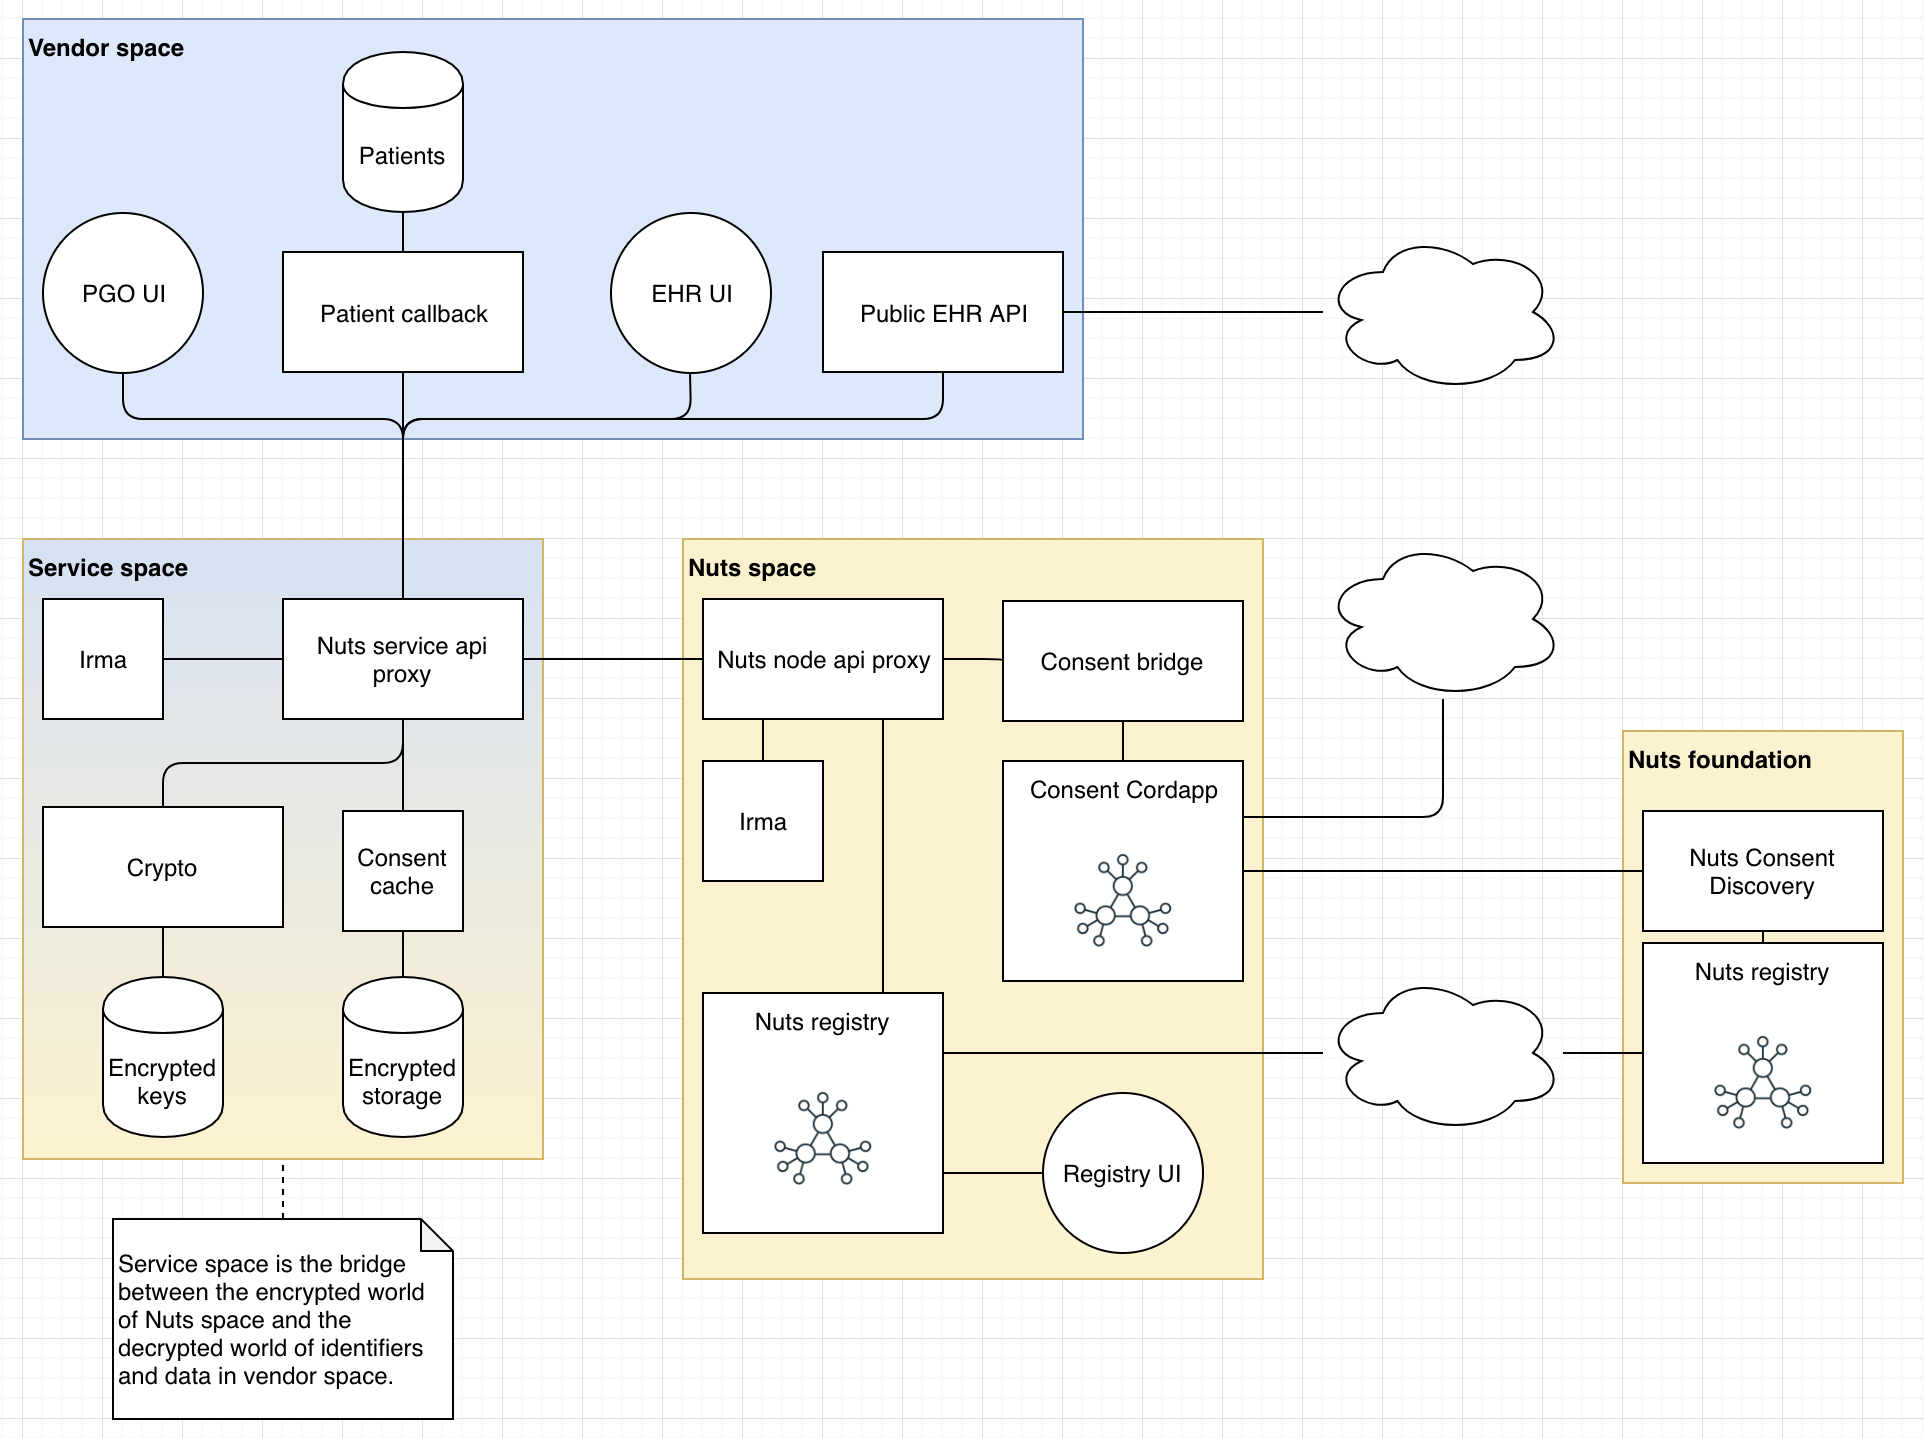 Vendor space
Patients
PGO UI
Patient callback
EHR UI
Public EHR API
Service space
Irma
Nuts service api
proxy
Crypto
Consent
cache
Encrypted
keys
Encrypted
storage
Service space is the bridge
between the encrypted world
of Nuts space and the
decrypted world of identifiers
and data in vendor space.
Nuts space
Nuts node api proxy
Consent bridge
Irma
Consent Cordapp
Nuts registry
Registry UI
Nuts foundation
Nuts Consent
Discovery
Nuts registry